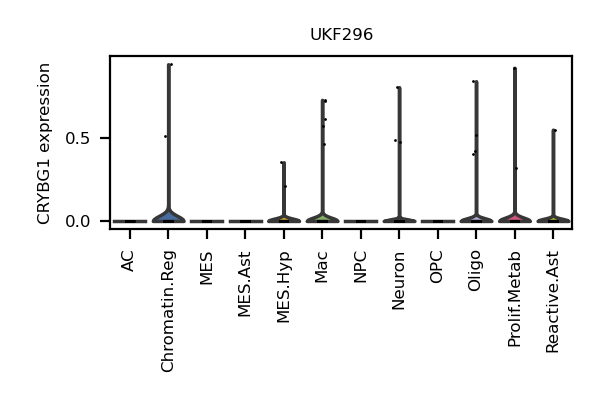 UKF296
CRYBG1 expression
0.5
0.0
AC
Chromatin.Reg
MES
MES.Ast
MES.Hyp
Mac
NPC
Neuron
OPC
Oligo
Prolif.Metab
Reactive.Ast